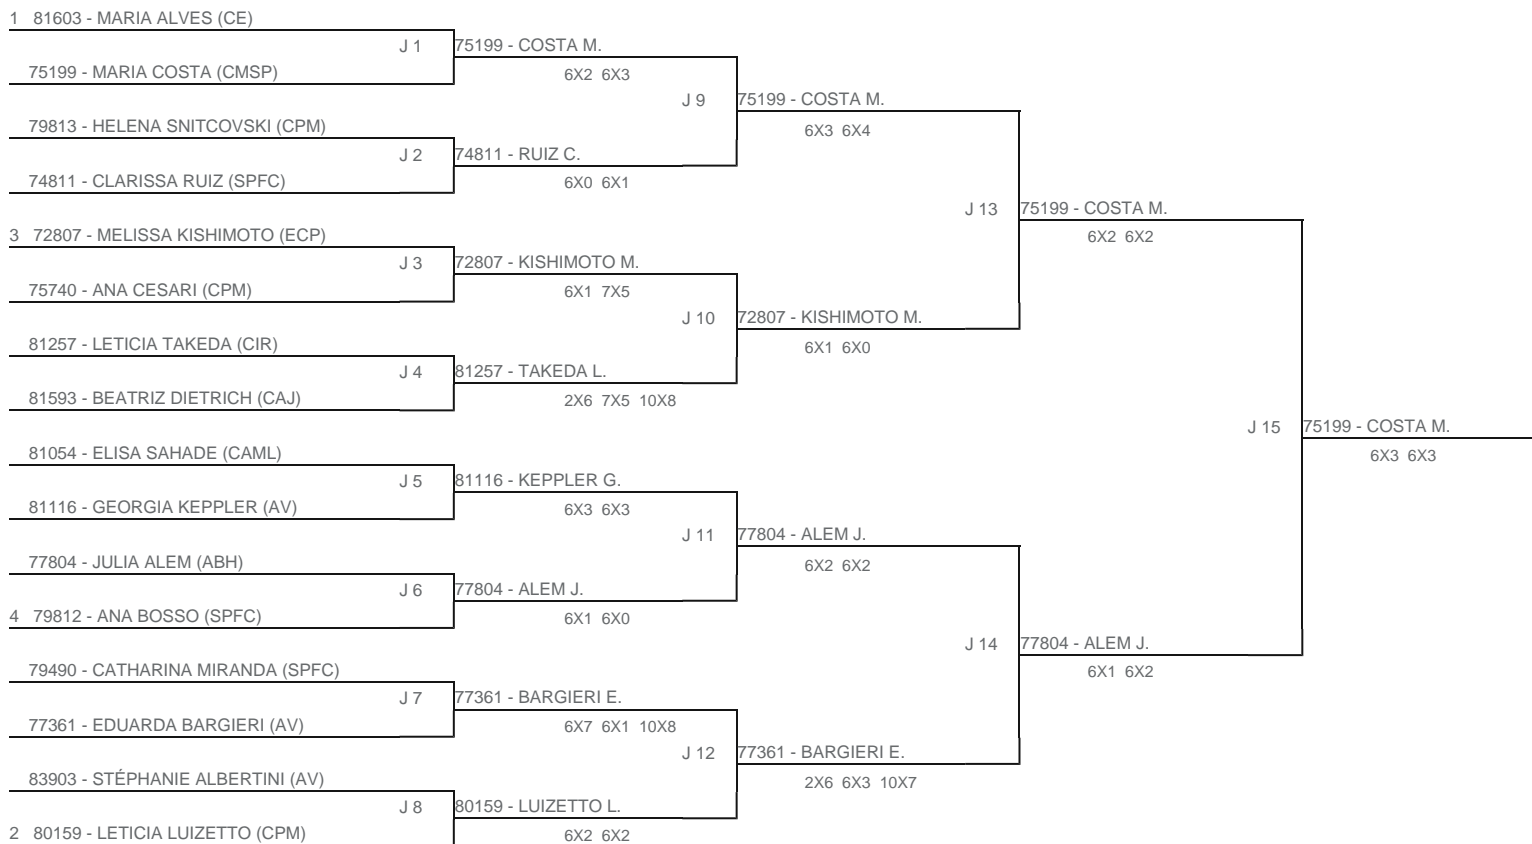 1 81603 - MARIA ALVES (CE)
J 1
75199 - COSTA M.
75199 - MARIA COSTA (CMSP)
6X2 6X3
J 9
75199 - COSTA M.
79813 - HELENA SNITCOVSKI (CPM)
6X3 6X4
J 2
74811 - RUIZ C.
74811 - CLARISSA RUIZ (SPFC)
6X0 6X1
J 13
75199 - COSTA M.
3 72807 - MELISSA KISHIMOTO (ECP)
6X2 6X2
J 3
72807 - KISHIMOTO M.
75740 - ANA CESARI (CPM)
6X1 7X5
J 10
72807 - KISHIMOTO M.
81257 - LETICIA TAKEDA (CIR)
6X1 6X0
J 4
81257 - TAKEDA L.
81593 - BEATRIZ DIETRICH (CAJ)
2X6 7X5 10X8
J 15
75199 - COSTA M.
81054 - ELISA SAHADE (CAML)
6X3 6X3
J 5
81116 - KEPPLER G.
81116 - GEORGIA KEPPLER (AV)
6X3 6X3
J 11
77804 - ALEM J.
77804 - JULIA ALEM (ABH)
6X2 6X2
J 6
77804 - ALEM J.
4 79812 - ANA BOSSO (SPFC)
6X1 6X0
J 14
77804 - ALEM J.
79490 - CATHARINA MIRANDA (SPFC)
6X1 6X2
J 7
77361 - BARGIERI E.
77361 - EDUARDA BARGIERI (AV)
6X7 6X1 10X8
J 12
77361 - BARGIERI E.
83903 - STÉPHANIE ALBERTINI (AV)
2X6 6X3 10X7
J 8
80159 - LUIZETTO L.
2 80159 - LETICIA LUIZETTO (CPM)
6X2 6X2